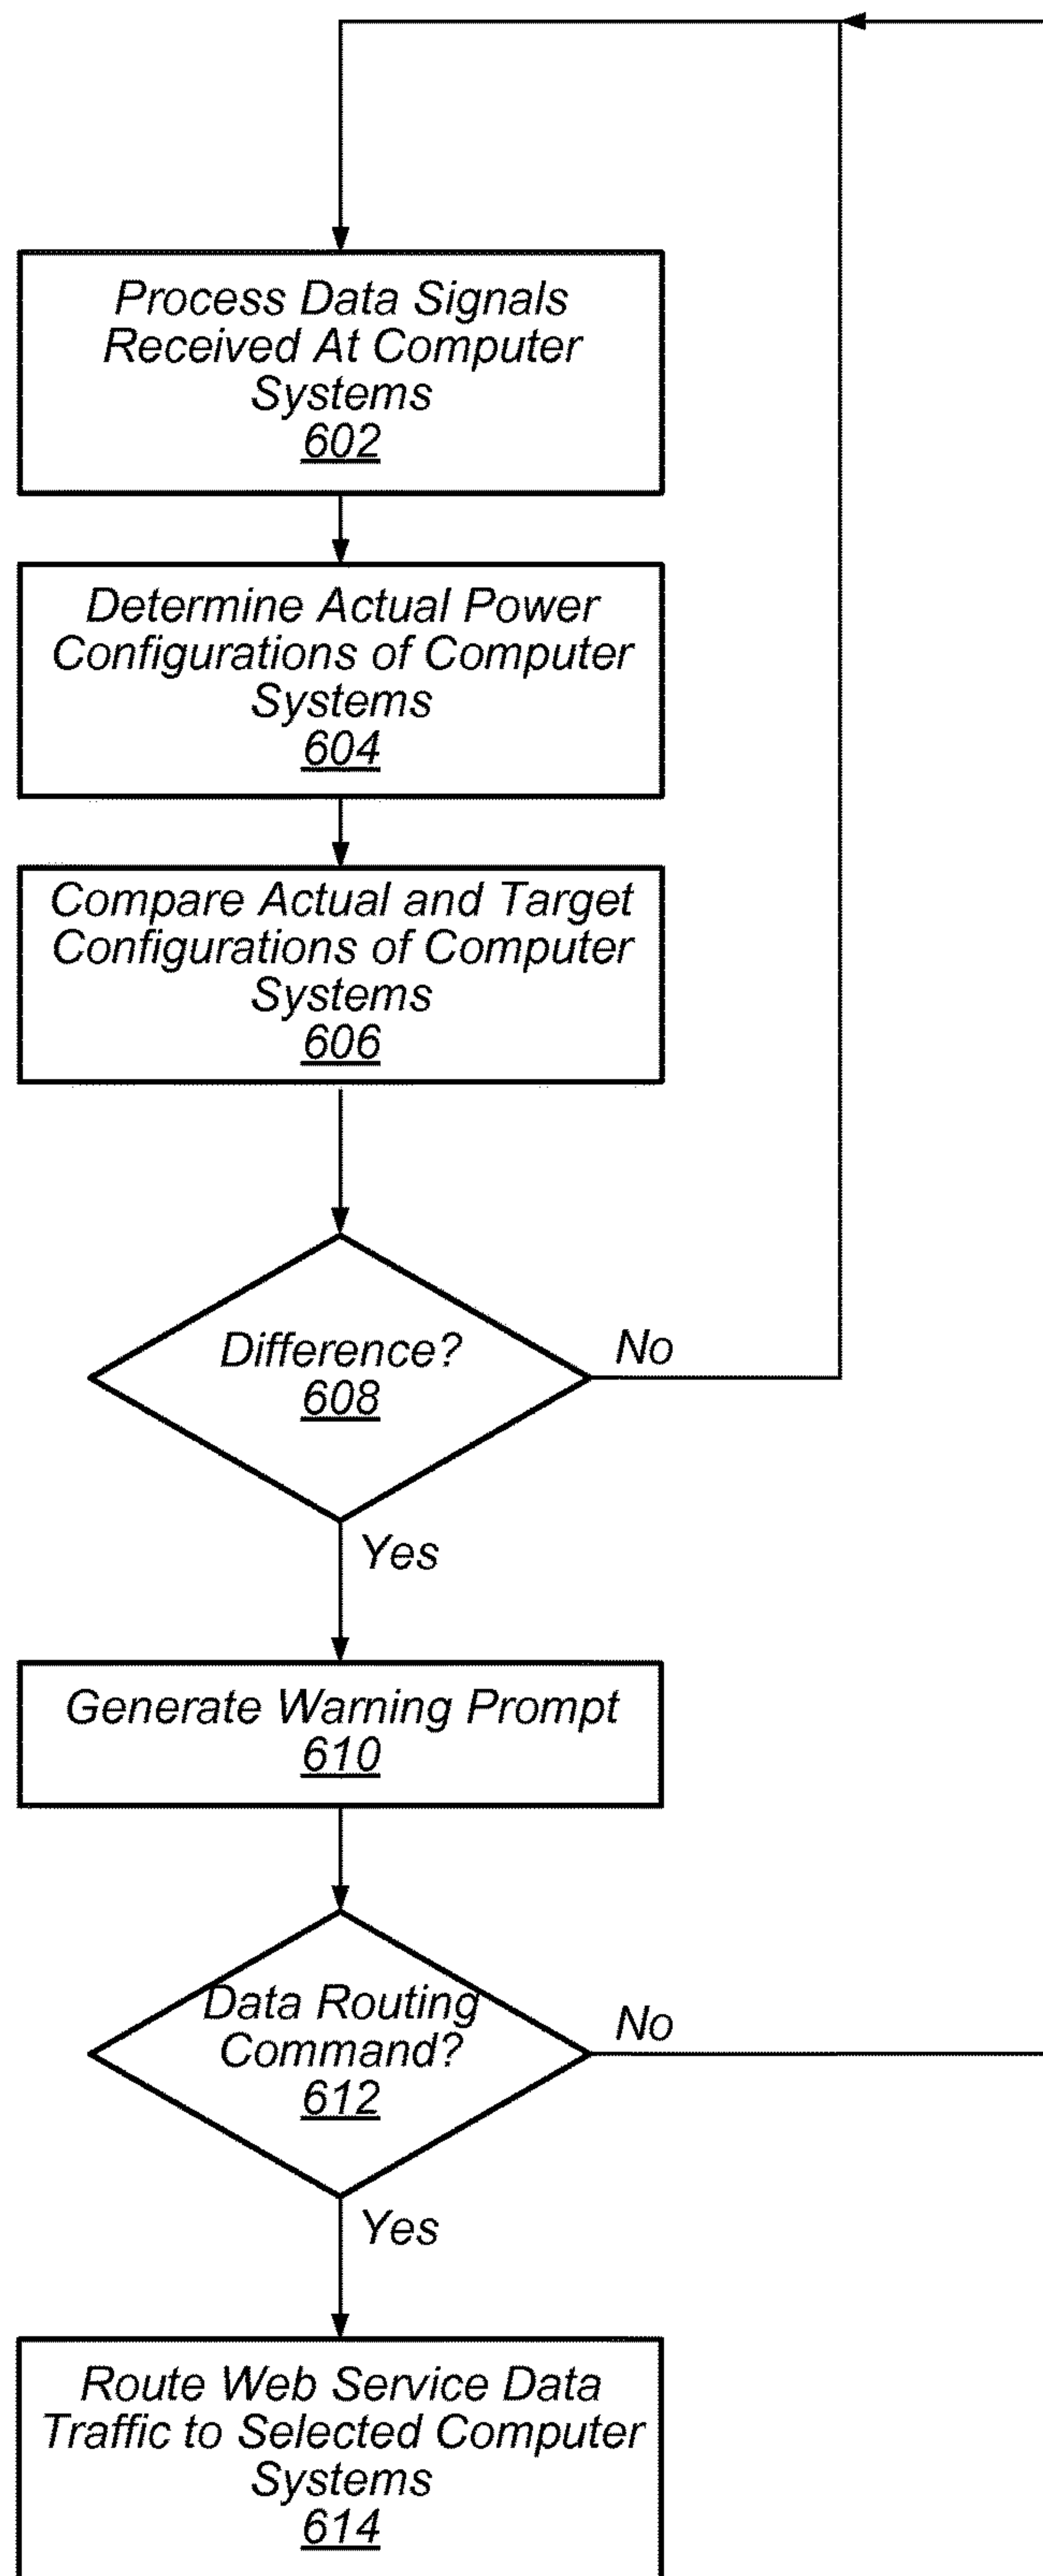 Process Data Signals
Received At Computer
Systems
602
Determine Actual Power
Configurations of Computer
Systems
604
Compare Actual and Target
Configurations of Computer
Systems
606
Difference?
608
No
Yes
Generate Warning Prompt
610
Data Routing
Command?
612
No
Yes
Route Web Service Data
Traffic to Selected Computer
Systems
614